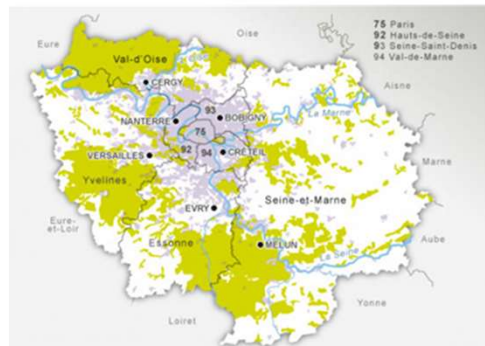 Eure
Oise
75 Paris
92 Hauts-de-Seine
93 Seine-Saint-Denis
94 Val-de-Marne
Val-d'Oise
CERGY
Aisne
93
La Marne
NANTERRE
BOBIGNY
75
92
94
CRÉTEIL
VERSAILLES
Marne
Yvelines
Seine-et-Marne
EVRY
Eure-
et-Loir
Essonne
MELUN
Aube
La Seine
Loiret
Yonne